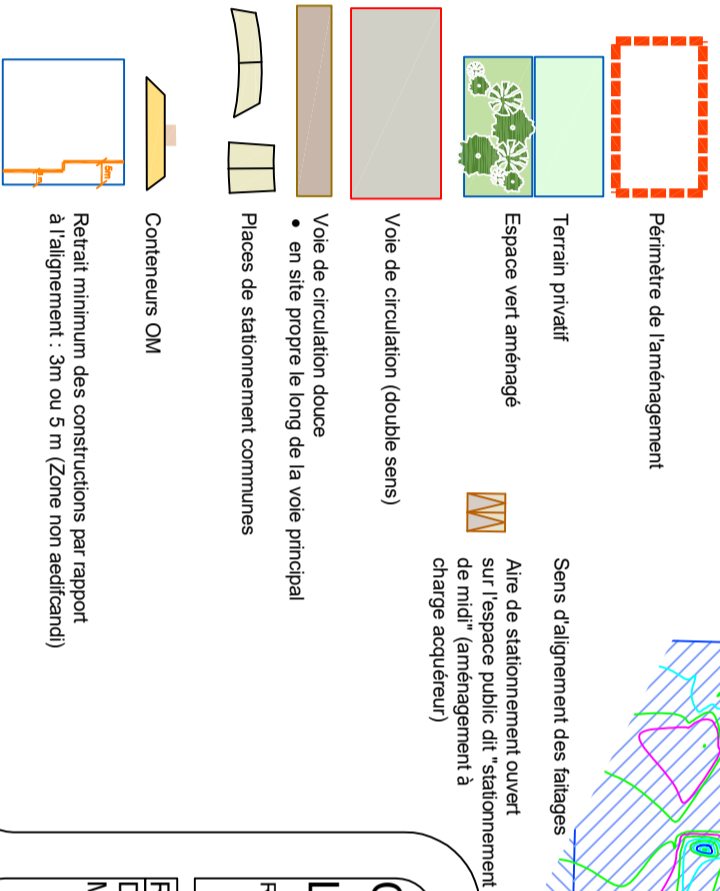 Périmètre de l'aménagement
Terrain privatif
Espace vert aménagé
Voie de circulation (double sens)
Voie de circulation douce
• en site propre le long de la voie principal
Places de stationnement communes
Conteneurs OM
5m
Retrait minimum des constructions par rapport
à l'alignement : 3m ou 5 m (Zone non aedifcandi)
Sens d'alignement des faitages
Aire de stationnement ouvert
sur l'espace public dit "stationnement
de midi" (aménagement à
charge acquéreur)